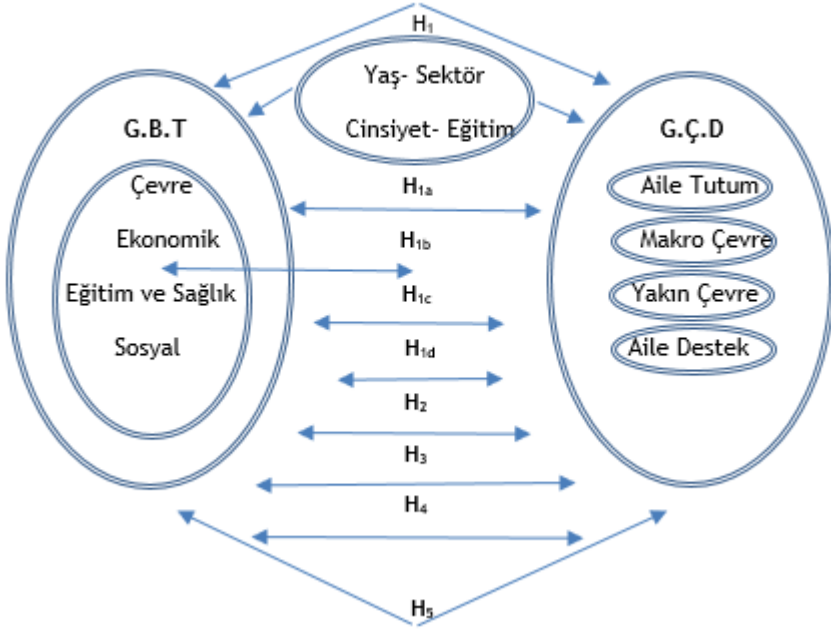 H1
Yaş- Sektör
Cinsiyet- Eğitim
G.B.T
Çevre
Ekonomik
Eğitim ve Sağlık
Sosyal
H1a
H1b
H1c
H1d
H2
H3
H4
H5
G.Ç.D
Aile Tutum
Makro Çevre
Yakın Çevre
Aile Destek